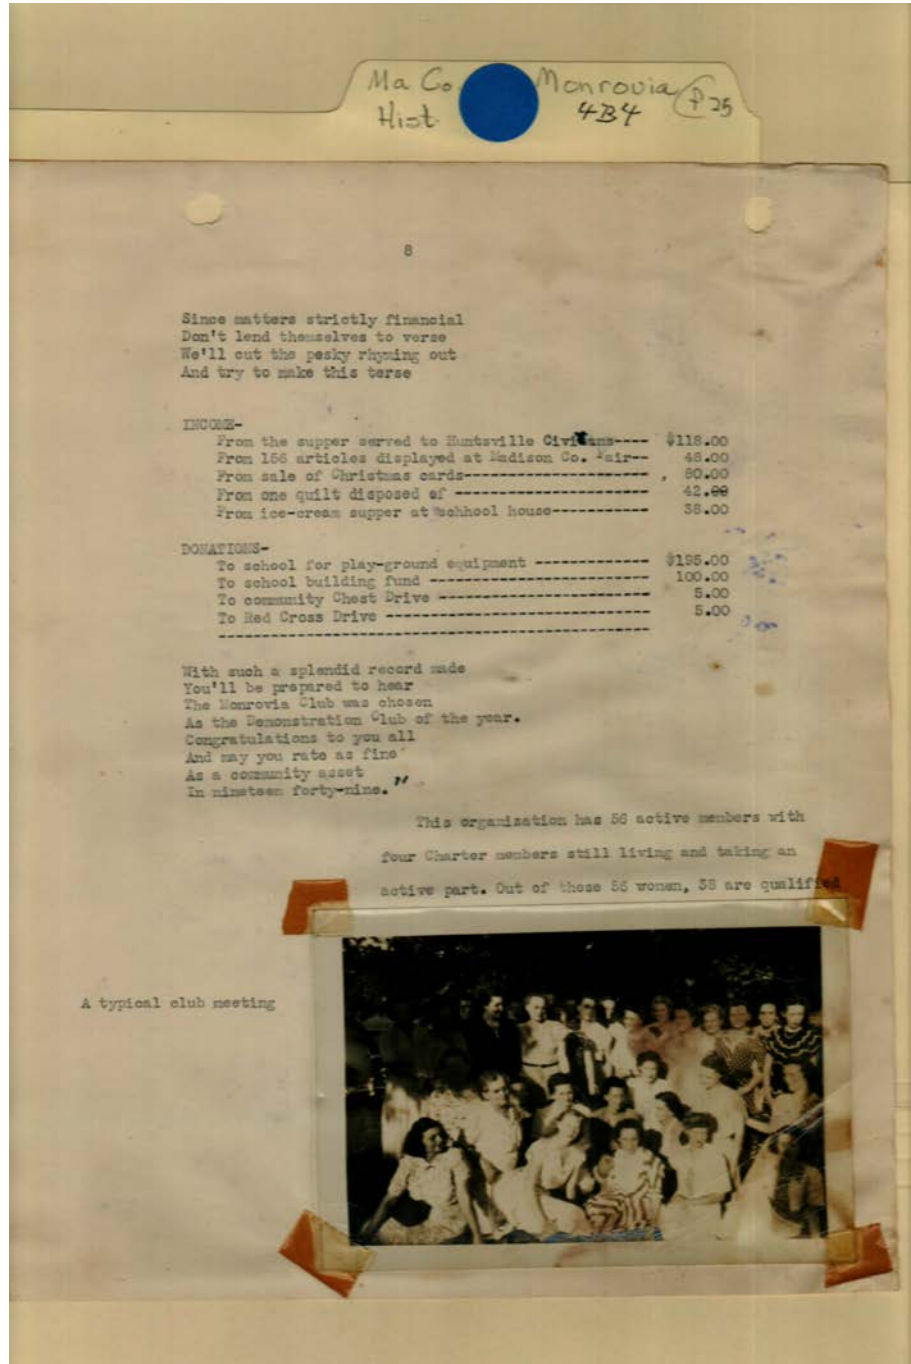 Ma Co. Monrovia P 25
Hist. 4B4
8
Since matters strictly financial
Don't lend themselves to verse
We'll cut the pesky rhyming out
And try to make this terse
INCOME-
From the supper served to Huntsville Civitans---- $118.00
From 156 articles displayed at Madison Co. Fair-- 48.00
From sale of Christmas cards--------------------- , 80.00
From one quilt disposed of ---------------------- 42.00
From ice-cream supper at schhool house----------- 38.00
DONATIONS-
To school for play-ground equipment ------------- $195.00
To school building fund ------------------------- 100.00
To community Chest Drive ------------------------ 5.00
To Red Cross Drive ------------------------------ 5.00
-------------------------------------------------
With such a splendid record made
You'll be prepared to hear
The Monrovia Club was chosen
As the Demonstration Club of the year.
Congratulations to you all
And may you rate as fine
As a community asset
In nineteen forty-nine."
This organization has 56 active members with
four Charter members still living and taking an
active part. Out of these 56 women, 38 are qualified
A typical club meeting